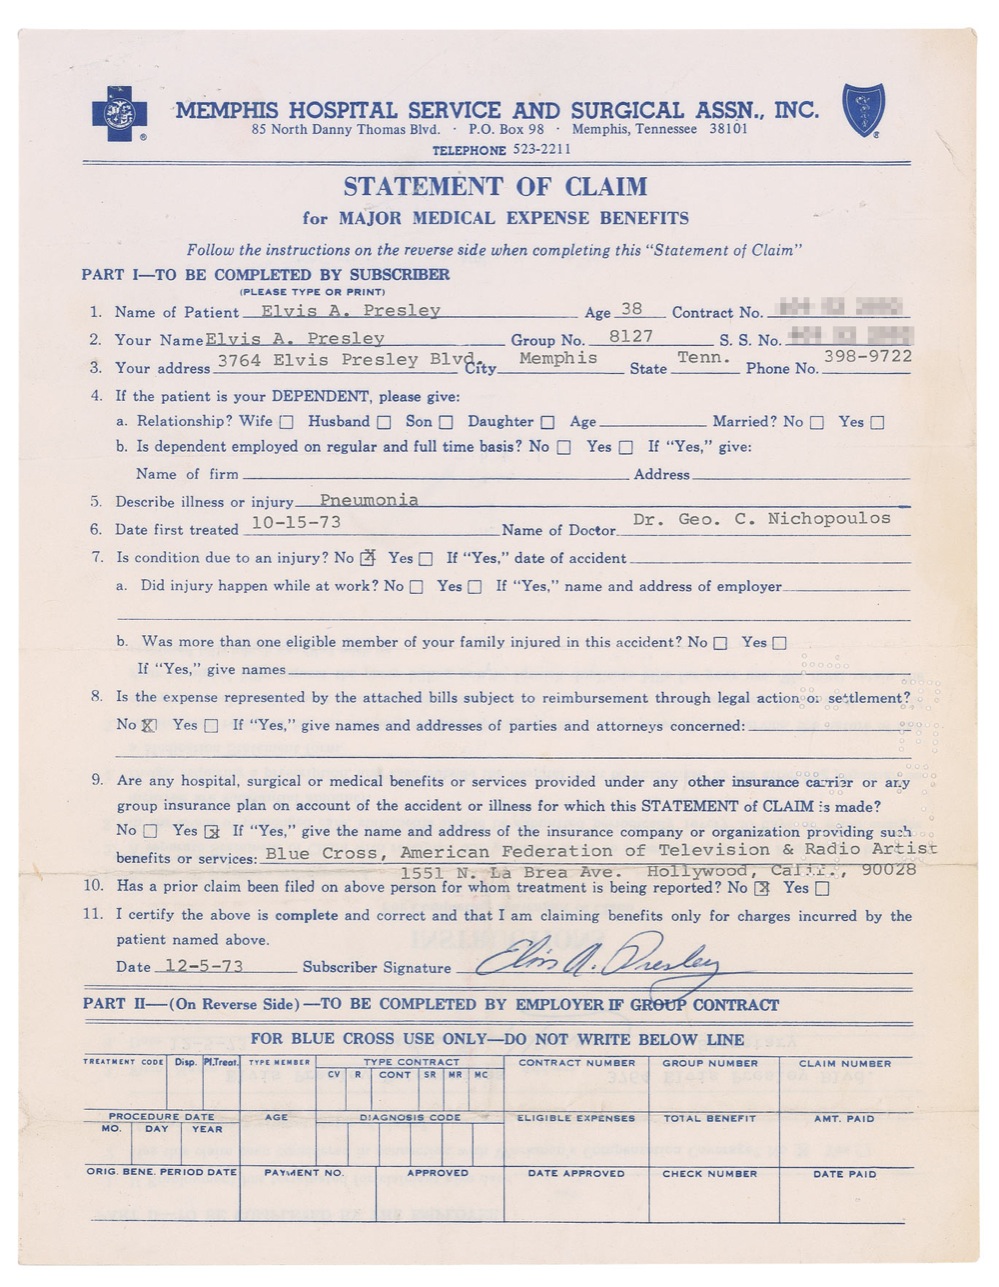 MEMPHIS HOSPITAL SERVICE AND SURGICAL ASSN., INC.
85 North Danny Thomas Blvd. · P.O. Box 98 · Memphis, Tennessee 38101
TELEPHONE 523-2211
STATEMENT OF CLAIM
for MAJOR MEDICAL EXPENSE BENEFITS
Follow the instructions on the reverse side when completing this "Statement of Claim"
PART I—TO BE COMPLETED BY SUBSCRIBER
(PLEASE TYPE OR PRINT)
1. Name of Patient Elvis A. Presley Age 38 Contract No.
2. Your Name Elvis A. Presley Group No. 8127 S. S. No.
3. Your address 3764 Elvis Presley Blvd. City Memphis State Tenn. Phone No. 398-9722
4. If the patient is your DEPENDENT, please give:
a. Relationship? Wife ☐ Husband ☐ Son ☐ Daughter ☐ Age Married? No ☐ Yes ☐
b. Is dependent employed on regular and full time basis? No ☐ Yes ☐ If "Yes," give:
Name of firm Address
5. Describe illness or injury Pneumonia
6. Date first treated 10-15-73 Name of Doctor Dr. Geo. C. Nichopoulos
7. Is condition due to an injury? No ☒ Yes ☐ If "Yes," date of accident
a. Did injury happen while at work? No ☐ Yes ☐ If "Yes," name and address of employer
b. Was more than one eligible member of your family injured in this accident? No ☐ Yes ☐
If "Yes," give names
8. Is the expense represented by the attached bills subject to reimbursement through legal action or settlement?
No ☒ Yes ☐ If "Yes," give names and addresses of parties and attorneys concerned:
9. Are any hospital, surgical or medical benefits or services provided under any other insurance carrier or any
group insurance plan on account of the accident or illness for which this STATEMENT of CLAIM is made?
No ☐ Yes ☒ If "Yes," give the name and address of the insurance company or organization providing such
benefits or services: Blue Cross, American Federation of Television & Radio Artist
1551 N. La Brea Ave. Hollywood, Calif., 90028
10. Has a prior claim been filed on above person for whom treatment is being reported? No ☒ Yes ☐
11. I certify the above is complete and correct and that I am claiming benefits only for charges incurred by the
patient named above.
Date 12-5-73 Subscriber Signature Elvis A. Presley
PART II—(On Reverse Side)—TO BE COMPLETED BY EMPLOYER IF GROUP CONTRACT
FOR BLUE CROSS USE ONLY—DO NOT WRITE BELOW LINE
TREATMENT CODE Disp. Pl.Treat. TYPE MEMBER TYPE CONTRACT CONTRACT NUMBER GROUP NUMBER CLAIM NUMBER
CV R CONT SR MR MC
PROCEDURE DATE AGE DIAGNOSIS CODE ELIGIBLE EXPENSES TOTAL BENEFIT AMT. PAID
MO. DAY YEAR
ORIG. BENE. PERIOD DATE PAYMENT NO. APPROVED DATE APPROVED CHECK NUMBER DATE PAID